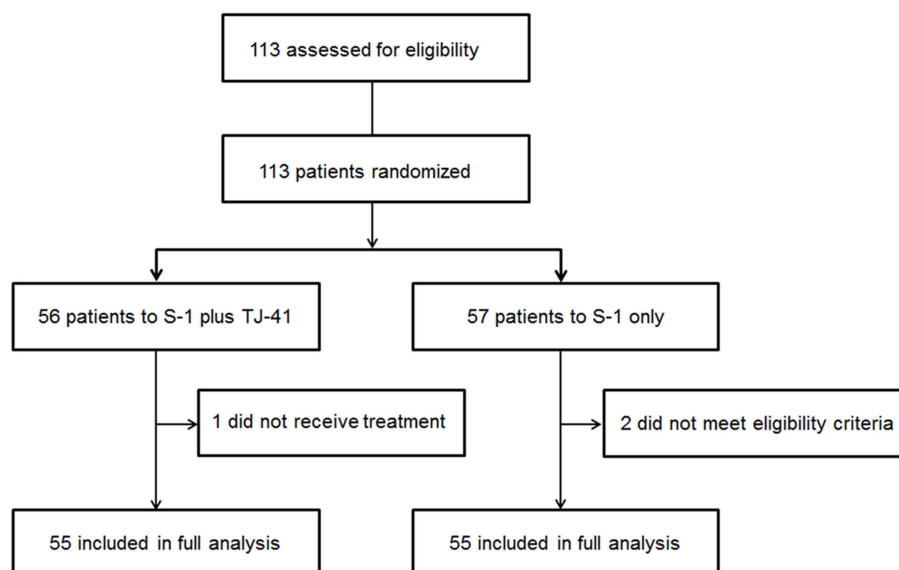 113 assessed for eligibility
113 patients randomized
56 patients to S-1 plus TJ-41
57 patients to S-1 only
1 did not receive treatment
2 did not meet eligibility criteria
55 included in full analysis
55 included in full analysis